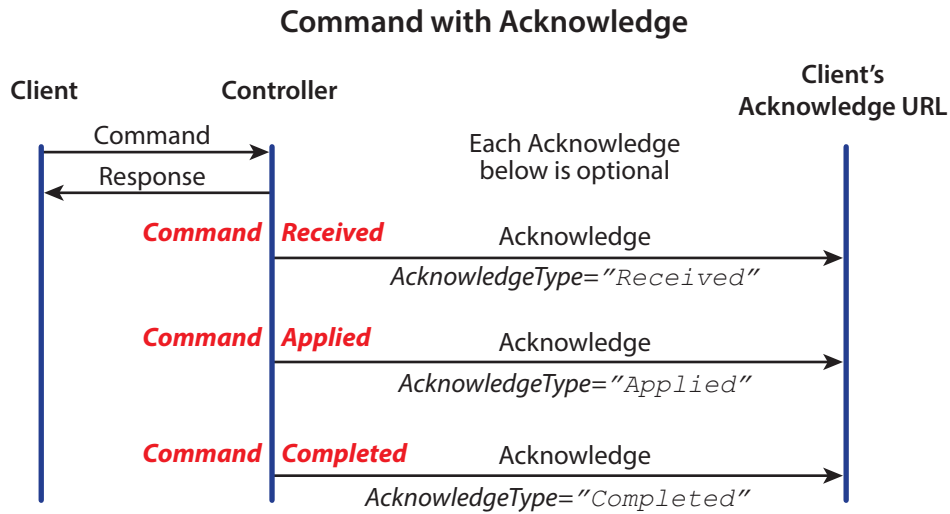 Command with Acknowledge
Client
Controller
Client's
Acknowledge URL
Command
Response
Each Acknowledge
below is optional
Command Received
Acknowledge
AcknowledgeType=”Received”
Command Applied
Acknowledge
AcknowledgeType=”Applied”
Command Completed
Acknowledge
AcknowledgeType=”Completed”